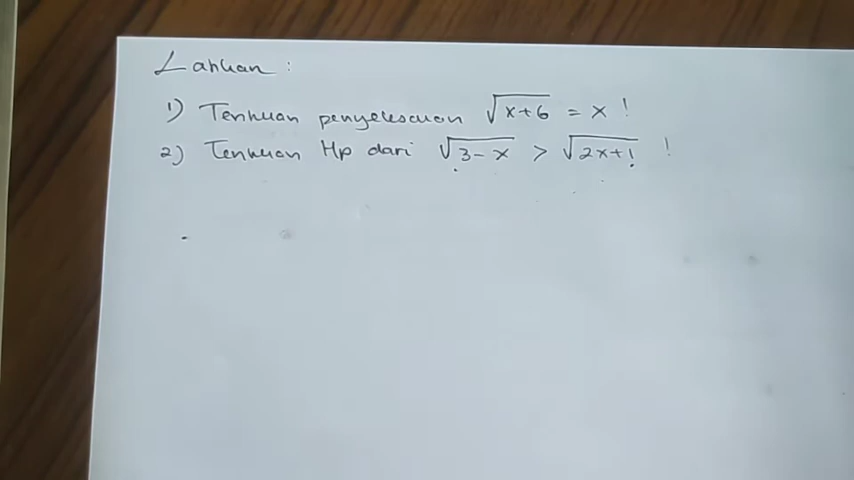 Latihan :
1) Tentukan penyelesaian √x+6 = x !
2) Tentukan Hp dari √3-x > √2x+1 !